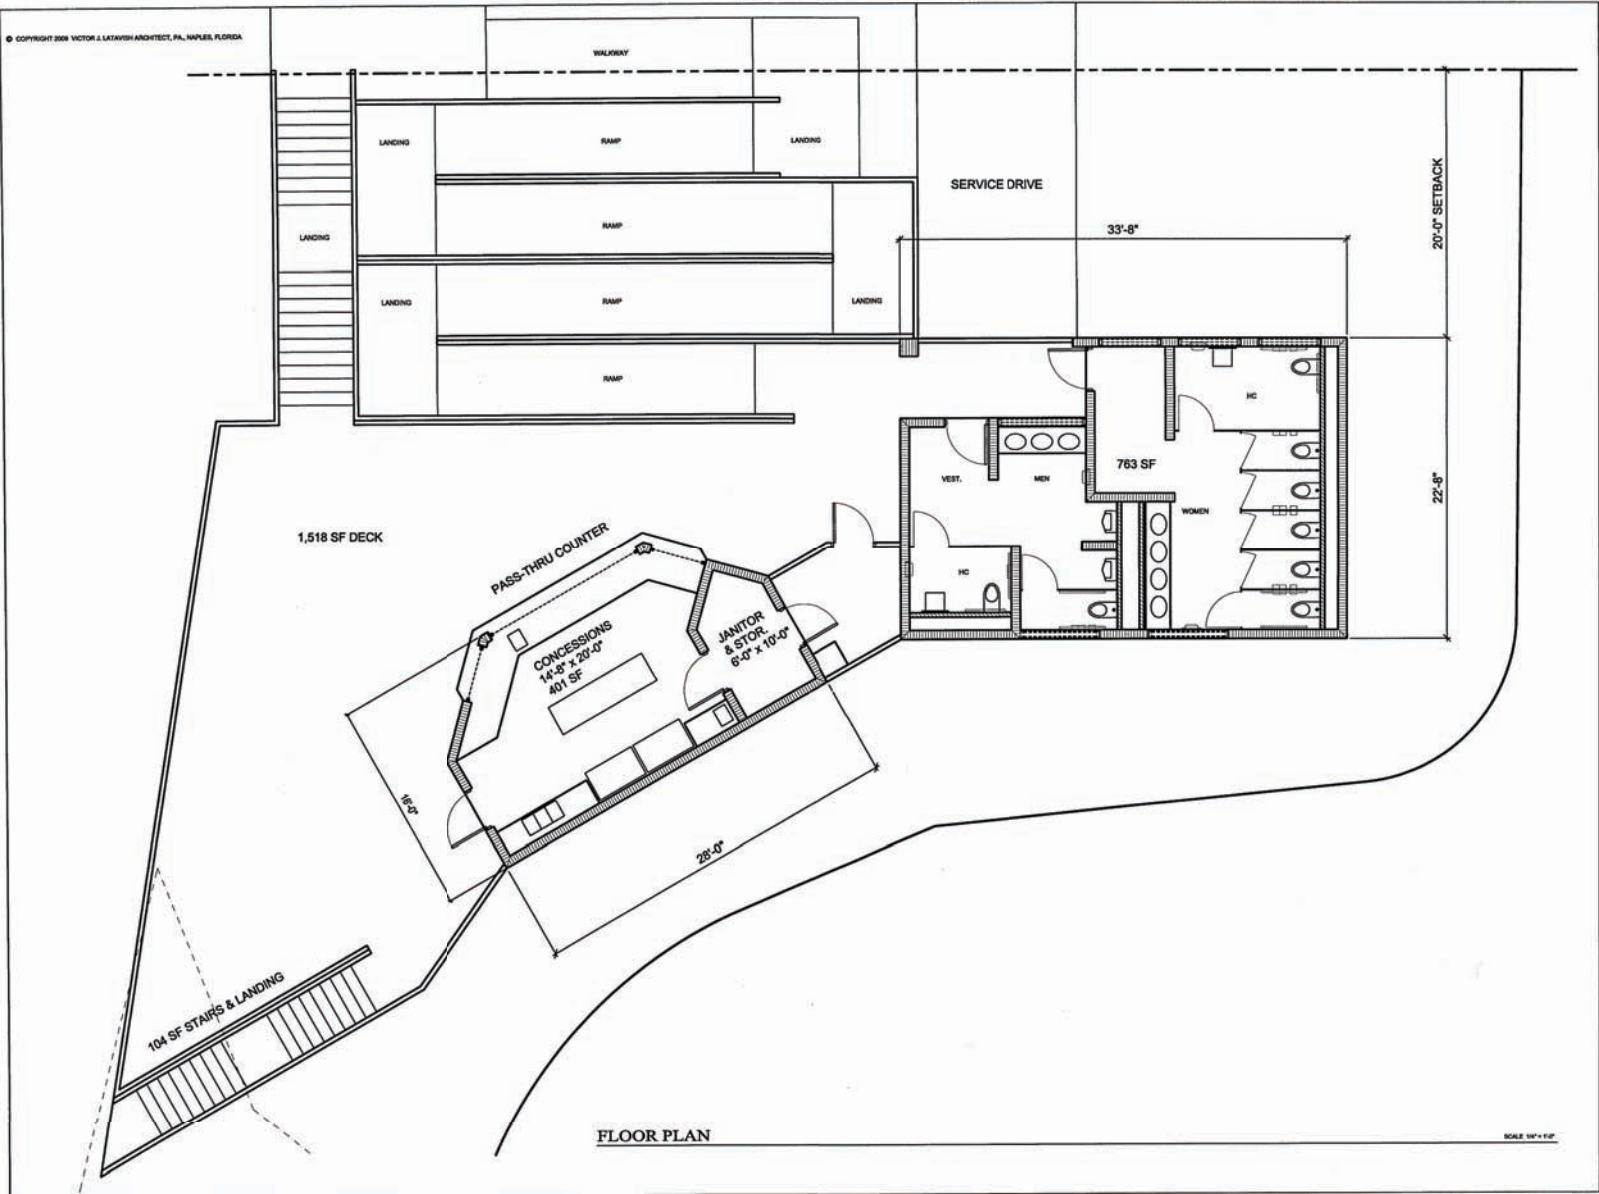 © COPYRIGHT 2009 VICTOR J. LATAVISH ARCHITECT, PA., NAPLES, FLORIDA
WALKWAY
LANDING
RAMP
LANDING
SERVICE DRIVE
20'-0" SETBACK
RAMP
LANDING
33'-8"
LANDING
RAMP
LANDING
RAMP
HC
763 SF
VEST.
MEN
22'-8"
WOMEN
1,518 SF DECK
PASS-THRU COUNTER
HC
CONCESSIONS
14'-8" x 20'-0"
401 SF
JANITOR
& STOR.
6'-0" x 10'-0"
16'-0"
28'-0"
104 SF STAIRS & LANDING
FLOOR PLAN
SCALE 1/4" = 1'-0"